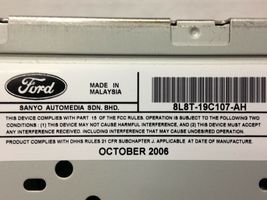 Ford
MADE IN
MALAYSIA
SANYO AUTOMEDIA SDN. BHD.
8L8T-19C107-AH
THIS DEVICE COMPLIES WITH PART 15 OF THE FCC RULES. OPERATION IS SUBJECT TO THE FOLLOWING TWO
CONDITIONS: (1) THIS DEVICE MAY NOT CAUSE HARMFUL INTERFERENCE, AND (2) THIS DEVICE MUST ACCEPT
ANY INTERFERENCE RECEIVED, INCLUDING INTERFERENCE THAT MAY CAUSE UNDESIRED OPERATION.
PRODUCT COMPLIES WITH DHHS RULES 21 CFR SUBCHAPTER J. APPLICABLE AT DATE OF MANUFACTURE.
OCTOBER 2006